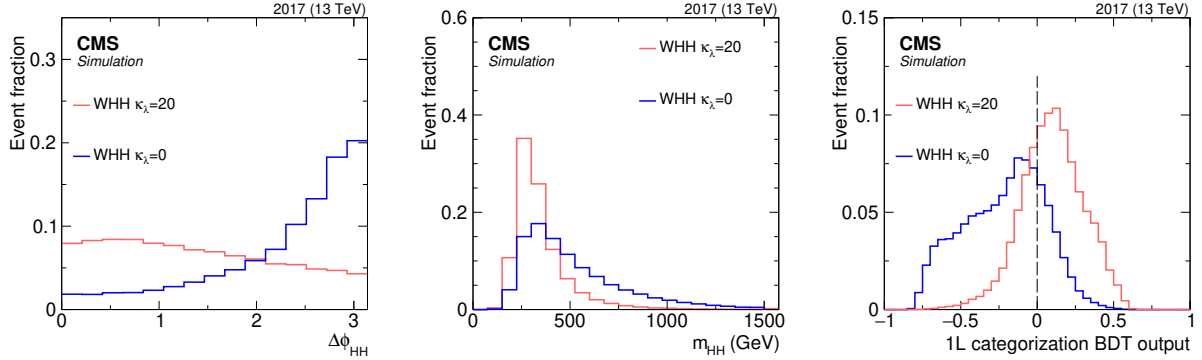 2017 (13 TeV)
CMS
Simulation
WHH κλ=20
WHH κλ=0
Event fraction
0.3
0.2
0.1
0
0 1 2 3
ΔϕHH
2017 (13 TeV)
CMS
Simulation
WHH κλ=20
WHH κλ=0
Event fraction
0.6
0.4
0.2
0.0
0 500 1000 1500
mHH (GeV)
2017 (13 TeV)
CMS
Simulation
WHH κλ=20
WHH κλ=0
Event fraction
0.15
0.1
0.05
0
−1 −0.5 0 0.5 1
1L categorization BDT output